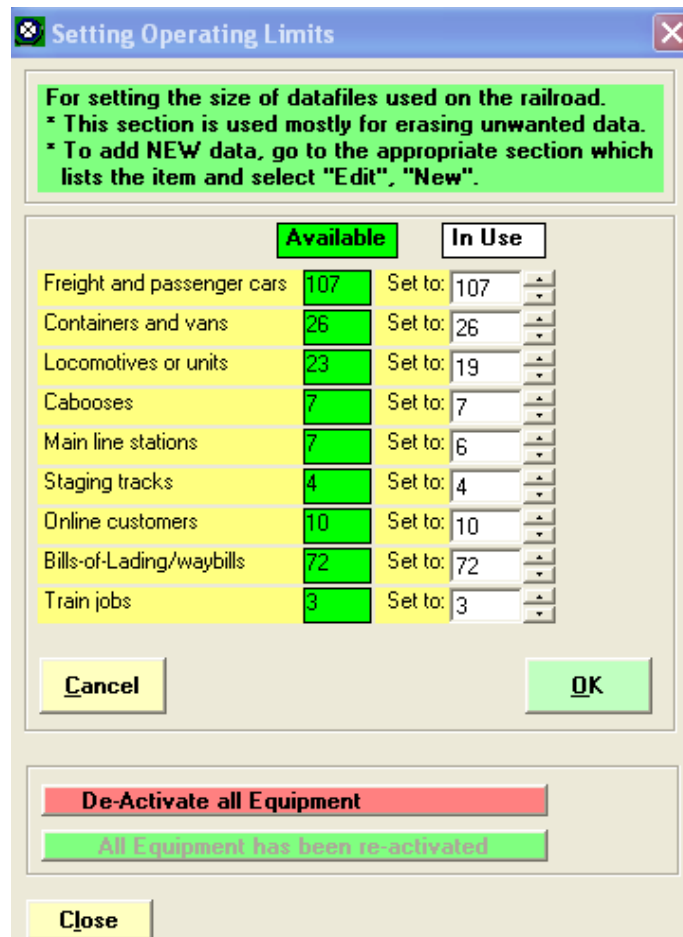 Setting Operating Limits
For setting the size of datafiles used on the railroad.
* This section is used mostly for erasing unwanted data.
* To add NEW data, go to the appropriate section which
lists the item and select "Edit", "New".
Available In Use
Freight and passenger cars 107 Set to: 107
Containers and vans 26 Set to: 26
Locomotives or units 23 Set to: 19
Cabooses 7 Set to: 7
Main line stations 7 Set to: 6
Staging tracks 4 Set to: 4
Online customers 10 Set to: 10
Bills-of-Lading/waybills 72 Set to: 72
Train jobs 3 Set to: 3
Cancel OK
De-Activate all Equipment
All Equipment has been re-activated
Close